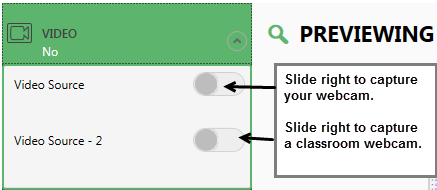 VIDEO
No
PREVIEWING
Video Source
Slide right to capture
your webcam.
Video Source - 2
Slide right to capture
a classroom webcam.